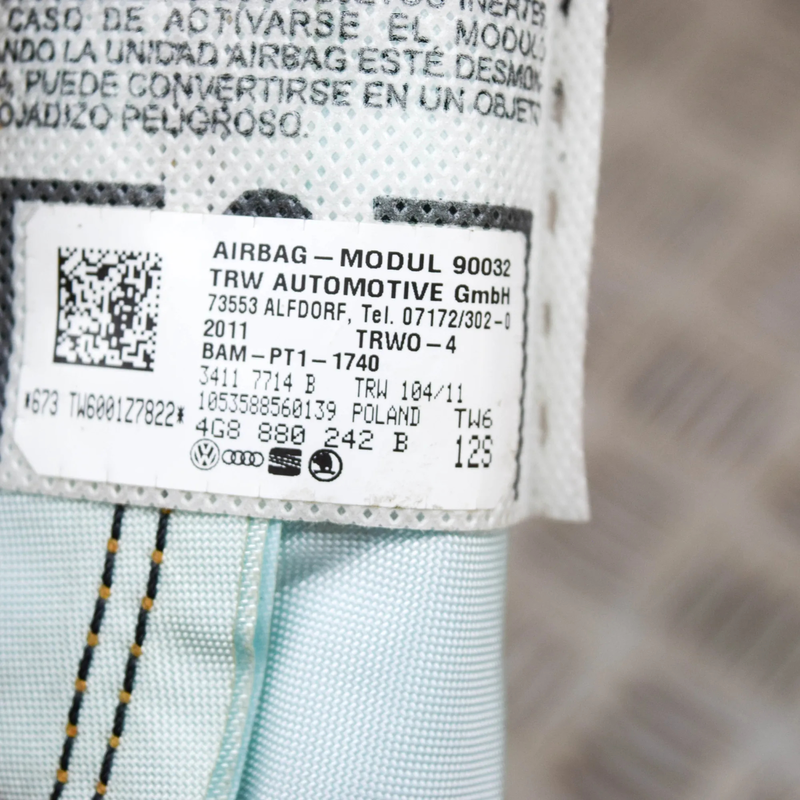 INERTES
CASO DE ACTIVARSE EL MODULO
NDO LA UNIDAD AIRBAG ESTÉ DESMON-
A, PUEDE CONVERTIRSE EN UN OBJETO
OJADIZO PELIGROSO.
AIRBAG-MODUL 90032
TRW AUTOMOTIVE GmbH
73553 ALFDORF, Tel. 07172/302-0
2011 TRWO-4
BAM-PT1-1740
3411 7714 B TRW 104/11
*673 TW6001Z7822* 1053588560139 POLAND TW6
4G8 880 242 B 12S